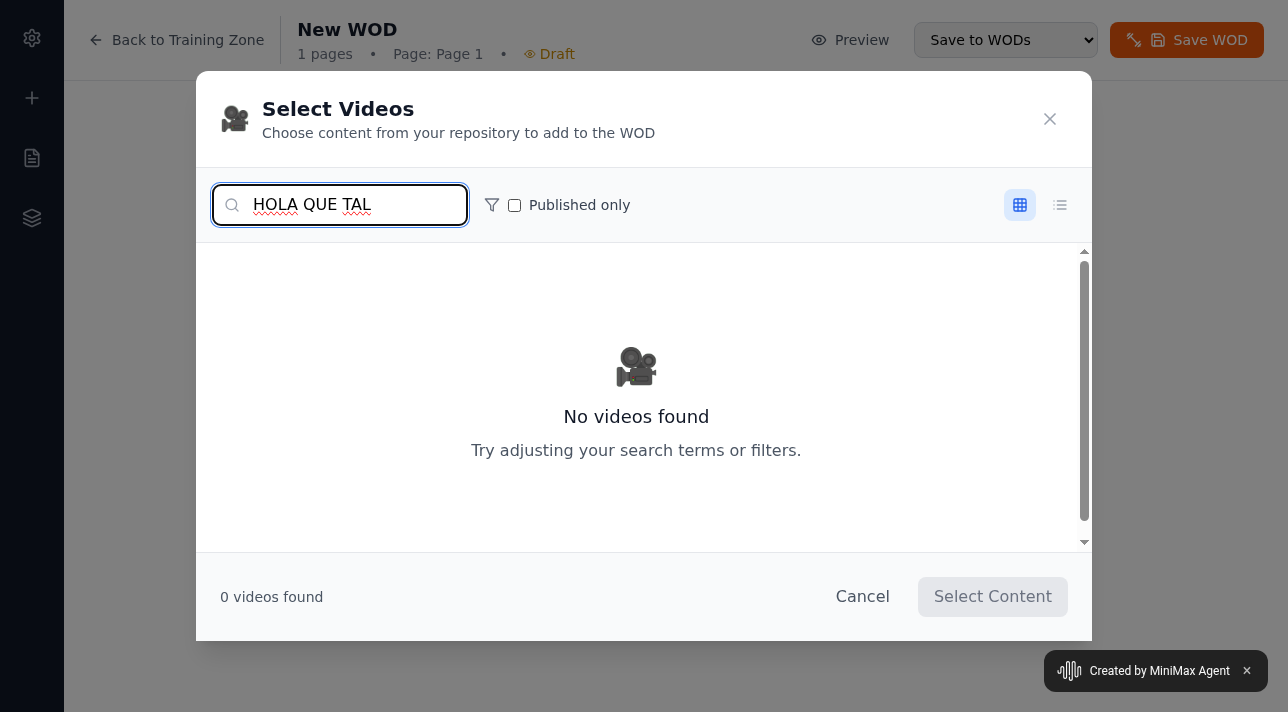 Back to Training Zone
New WOD
1 pages • Page: Page 1 • Draft
Preview
Save to WODs
Save WOD
Select Videos
Choose content from your repository to add to the WOD
HOLA QUE TAL
Published only
No videos found
Try adjusting your search terms or filters.
0 videos found
Cancel
Select Content
Created by MiniMax Agent ×